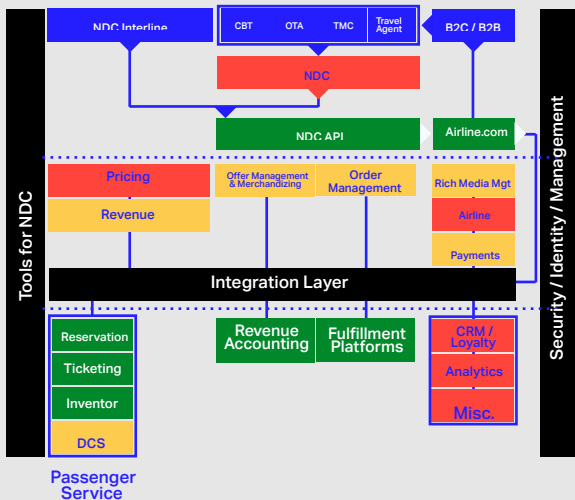 NDC Interline
CBT
OTA
TMC
Travel
Agent
B2C / B2B
NDC
NDC API
Airline.com
Tools for NDC
Security / Identity / Management
Pricing
Revenue
Offer Management
& Merchandizing
Order
Management
Rich Media Mgt
Airline
Payments
Integration Layer
Reservation
Ticketing
Inventor
DCS
Revenue
Accounting
Fulfillment
Platforms
CRM /
Loyalty
Analytics
Misc.
Passenger
Service